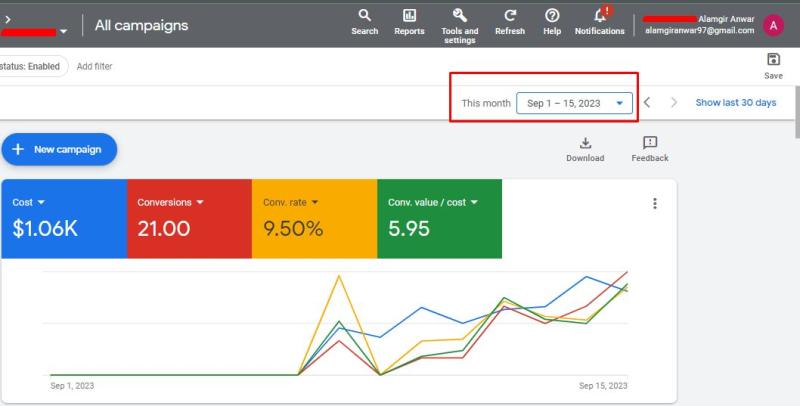 All campaigns
Search
Reports
Tools and
settings
Refresh
Help
!
Notifications
Alamgir Anwar
alamgiranwar97@gmail.com
A
status: Enabled
Add filter
Save
This month
Sep 1 – 15, 2023
Show last 30 days
+ New campaign
Download
Feedback
Cost
$1.06K
Conversions
21.00
Conv. rate
9.50%
Conv. value / cost
5.95
Sep 1, 2023
Sep 15, 2023